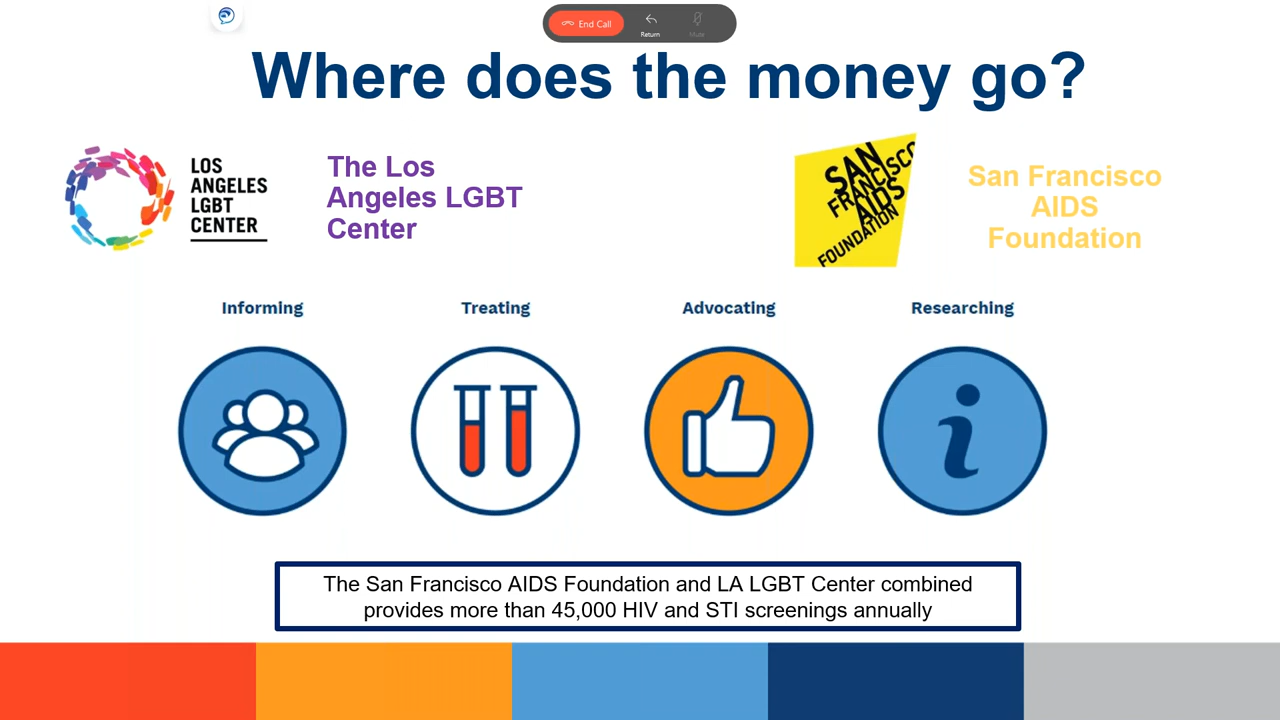 End Call
Return
Mute
Where does the money go?
LOS
ANGELES
LGBT
CENTER
The Los
Angeles LGBT
Center
SAN
FRANCISCO
AIDS
FOUNDATION
San Francisco
AIDS
Foundation
Informing
Treating
Advocating
Researching
i
The San Francisco AIDS Foundation and LA LGBT Center combined
provides more than 45,000 HIV and STI screenings annually